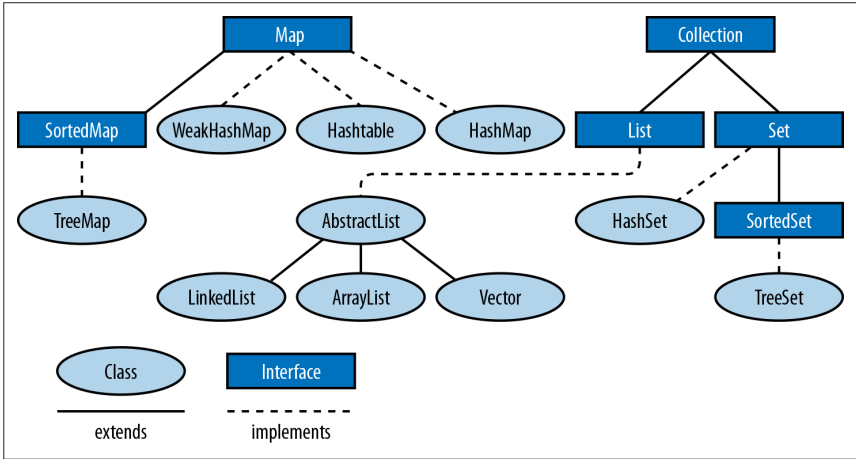 Map
Collection
SortedMap
WeakHashMap
Hashtable
HashMap
List
Set
TreeMap
AbstractList
HashSet
SortedSet
LinkedList
ArrayList
Vector
TreeSet
Class
Interface
extends
implements